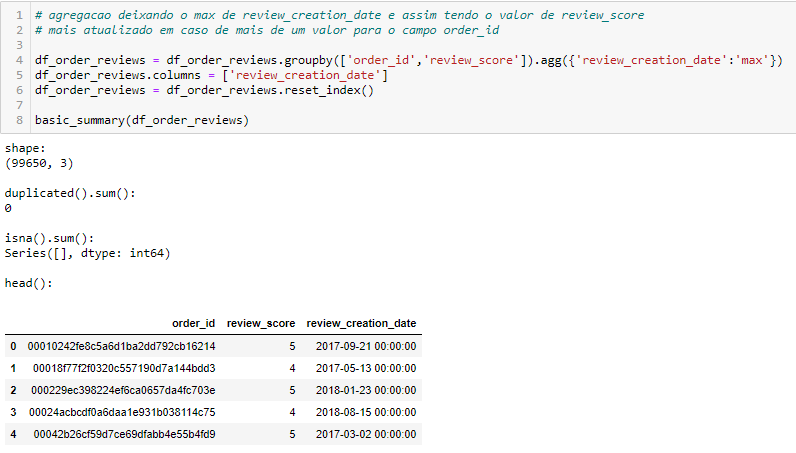 1 # agregacao deixando o max de review_creation_date e assim tendo o valor de review_score
2 # mais atualizado em caso de mais de um valor para o campo order_id
3
4 df_order_reviews = df_order_reviews.groupby(['order_id','review_score']).agg({'review_creation_date':'max'})
5 df_order_reviews.columns = ['review_creation_date']
6 df_order_reviews = df_order_reviews.reset_index()
7
8 basic_summary(df_order_reviews)
shape:
(99650, 3)
duplicated().sum():
0
isna().sum():
Series([], dtype: int64)
head():
order_id review_score review_creation_date
0 00010242fe8c5a6d1ba2dd792cb16214 5 2017-09-21 00:00:00
1 00018f77f2f0320c557190d7a144bdd3 4 2017-05-13 00:00:00
2 000229ec398224ef6ca0657da4fc703e 5 2018-01-23 00:00:00
3 00024acbcdf0a6daa1e931b038114c75 4 2018-08-15 00:00:00
4 00042b26cf59d7ce69dfabb4e55b4fd9 5 2017-03-02 00:00:00